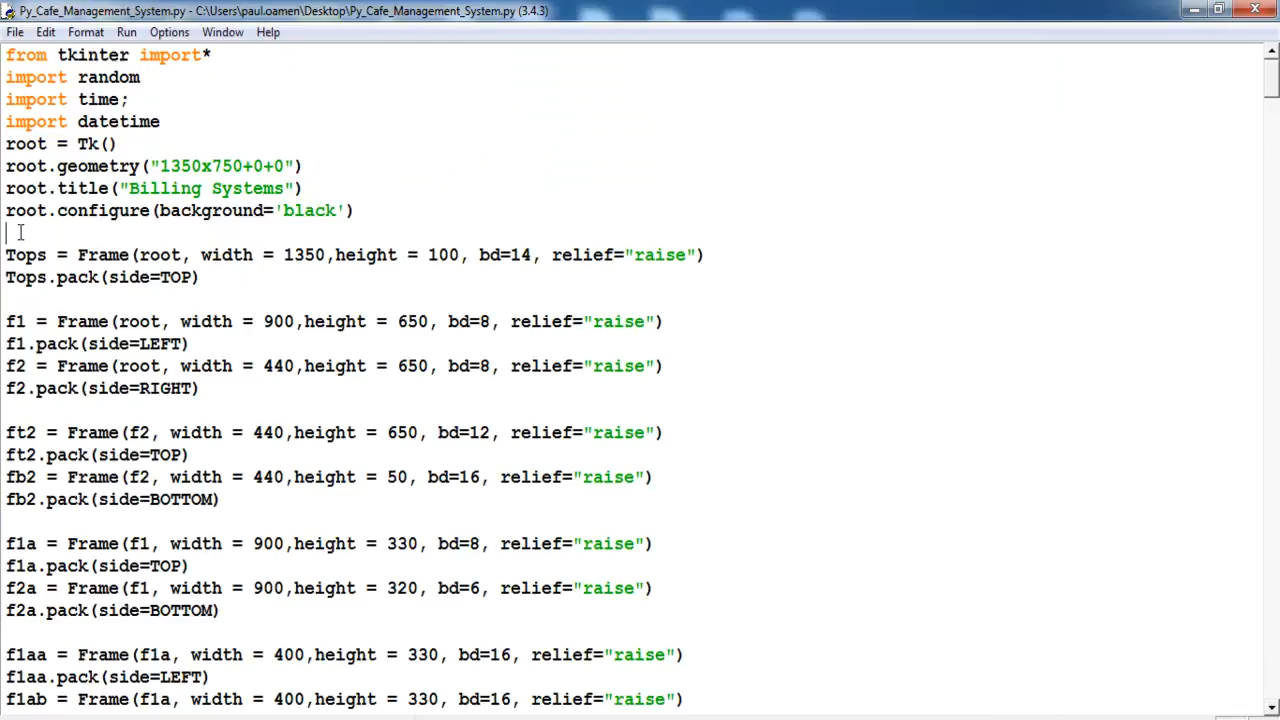 Py_Cafe_Management_System.py - C:\Users\paul.oamen\Desktop\Py_Cafe_Management_System.py (3.4.3)
File Edit Format Run Options Window Help
from tkinter import*
import random
import time;
import datetime
root = Tk()
root.geometry("1350x750+0+0")
root.title("Billing Systems")
root.configure(background='black')
Tops = Frame(root, width = 1350,height = 100, bd=14, relief="raise")
Tops.pack(side=TOP)
f1 = Frame(root, width = 900,height = 650, bd=8, relief="raise")
f1.pack(side=LEFT)
f2 = Frame(root, width = 440,height = 650, bd=8, relief="raise")
f2.pack(side=RIGHT)
ft2 = Frame(f2, width = 440,height = 650, bd=12, relief="raise")
ft2.pack(side=TOP)
fb2 = Frame(f2, width = 440,height = 50, bd=16, relief="raise")
fb2.pack(side=BOTTOM)
f1a = Frame(f1, width = 900,height = 330, bd=8, relief="raise")
f1a.pack(side=TOP)
f2a = Frame(f1, width = 900,height = 320, bd=6, relief="raise")
f2a.pack(side=BOTTOM)
f1aa = Frame(f1a, width = 400,height = 330, bd=16, relief="raise")
f1aa.pack(side=LEFT)
f1ab = Frame(f1a, width = 400,height = 330, bd=16, relief="raise")